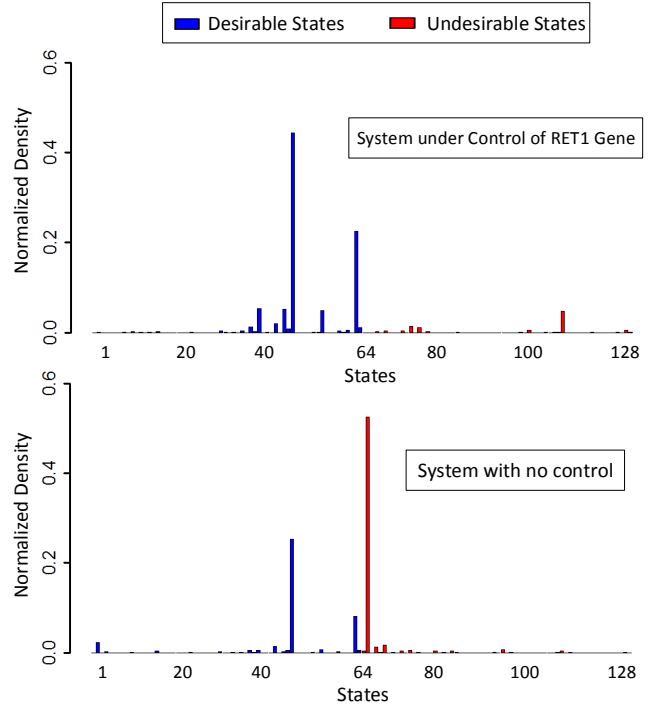 Desirable States Undesirable States
0.6
System under Control of RET1 Gene
0.4
Normalized Density
0.2
0.0
1 20 40 64 80 100 128
States
0.6
System with no control
0.4
Normalized Density
0.2
0.0
1 20 40 64 80 100 128
States